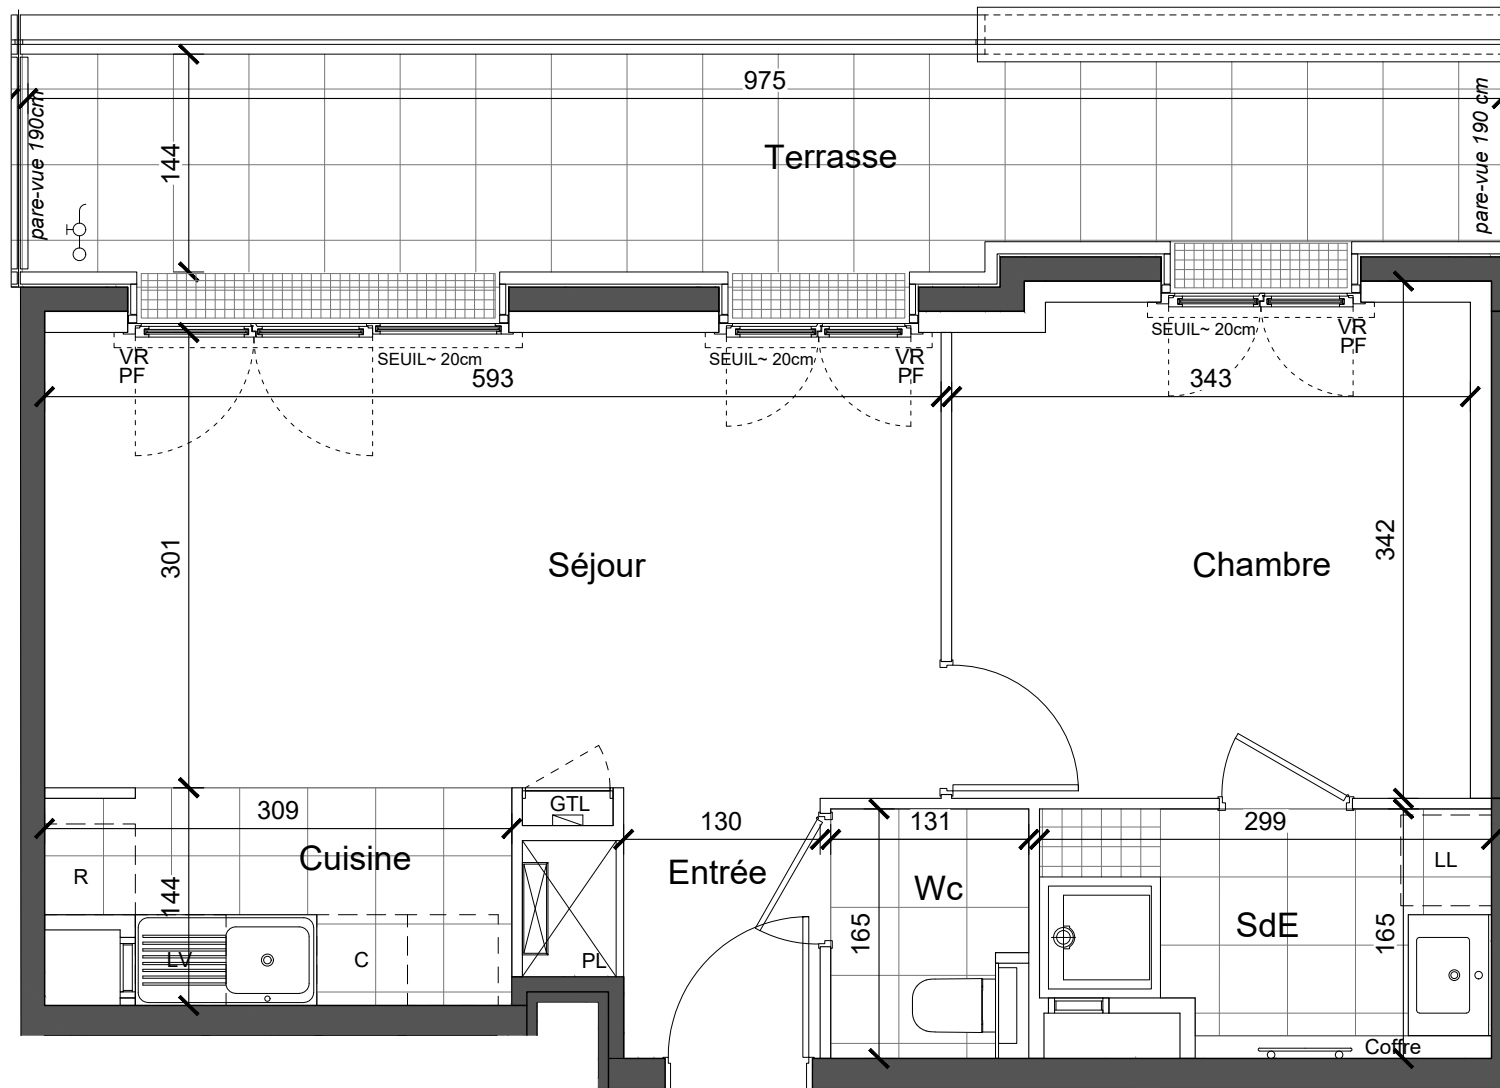 975
pare-vue 190cm
144
Terrasse
pare-vue 190 cm
VR
PF
SEUIL~ 20cm
593
SEUIL~ 20cm
VR
PF
SEUIL~ 20cm
VR
PF
343
301
Séjour
Chambre
342
309
GTL
130
131
299
Cuisine
R
144
Entrée
Wc
LL
165
SdE
165
LV
C
PL
Coffre